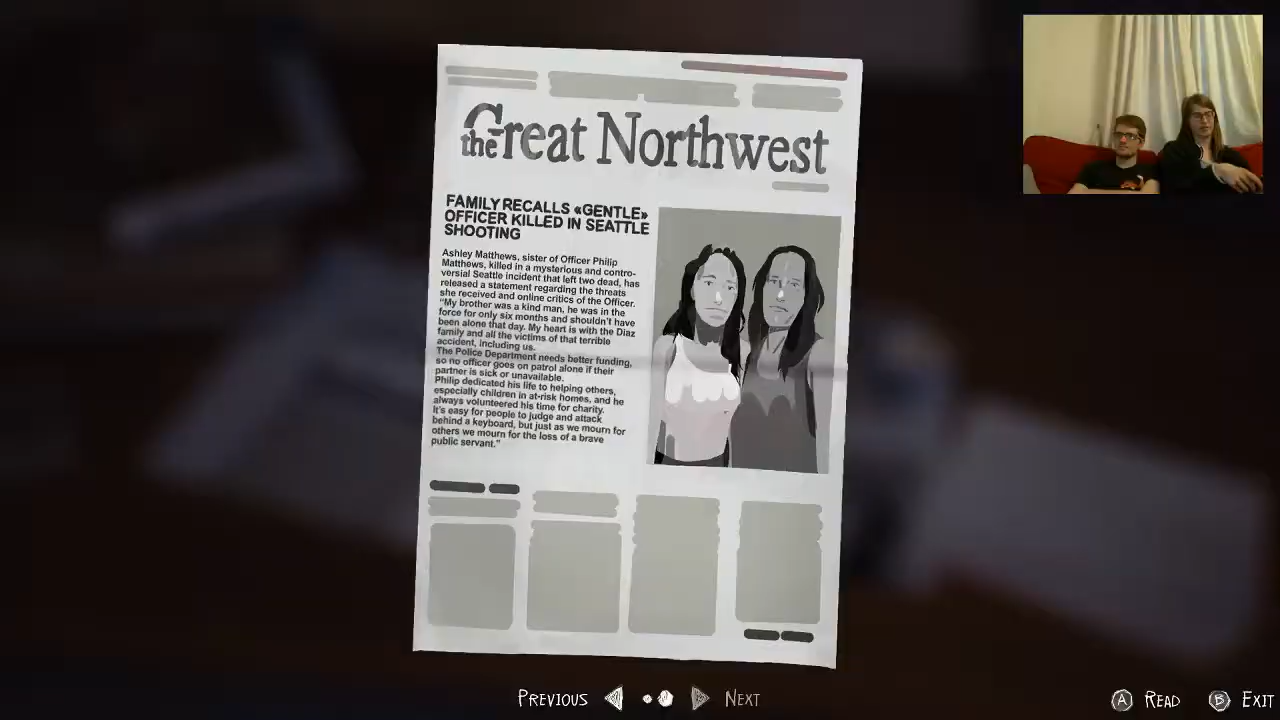 the Great Northwest
FAMILY RECALLS «GENTLE»
OFFICER KILLED IN SEATTLE
SHOOTING
Ashley Matthews, sister of Officer Philip
Matthews, killed in a mysterious and contro-
versial Seattle incident that left two dead, has
released a statement regarding the threats
she received and online critics of the Officer.
"My brother was a kind man, he was in the
force for only six months and shouldn't have
been alone that day. My heart is with the Diaz
family and all the victims of that terrible
accident, including us.
The Police Department needs better funding,
so no officer goes on patrol alone if their
partner is sick or unavailable.
Philip dedicated his life to helping others,
especially children in at-risk homes, and he
always volunteered his time for charity.
It's easy for people to judge and attack
behind a keyboard, but just as we mourn for
others we mourn for the loss of a brave
public servant."
PREVIOUS NEXT
A READ B EXIT